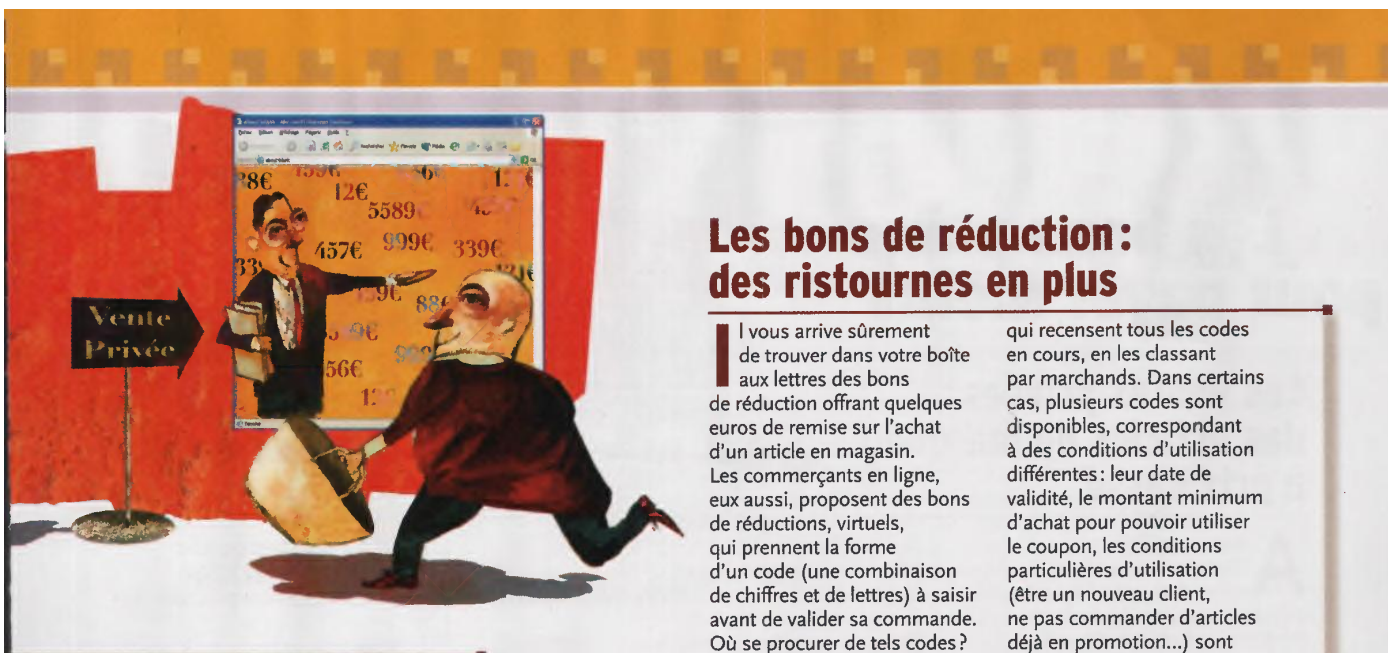 Vente
Privée
12€
5589
457€
999€
339€
56€
Les bons de réduction:
des ristournes en plus
Il vous arrive sûrement
de trouver dans votre boîte
aux lettres des bons
de réduction offrant quelques
euros de remise sur l'achat
d'un article en magasin.
Les commerçants en ligne,
eux aussi, proposent des bons
de réductions, virtuels,
qui prennent la forme
d'un code (une combinaison
de chiffres et de lettres) à saisir
avant de valider sa commande.
Où se procurer de tels codes?
qui recensent tous les codes
en cours, en les classant
par marchands. Dans certains
cas, plusieurs codes sont
disponibles, correspondant
à des conditions d'utilisation
différentes: leur date de
validité, le montant minimum
d'achat pour pouvoir utiliser
le coupon, les conditions
particulières d'utilisation
(être un nouveau client,
ne pas commander d'articles
déjà en promotion...) sont